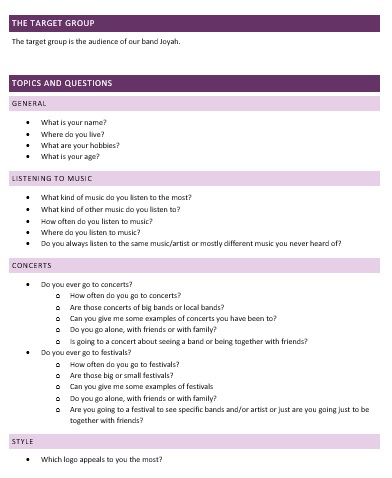 THE TARGET GROUP
The target group is the audience of our band Joyah.
TOPICS AND QUESTIONS
GENERAL
• What is your name?
• Where do you live?
• What are your hobbies?
• What is your age?
LISTENING TO MUSIC
• What kind of music do you listen to the most?
• What kind of other music do you listen to?
• How often do you listen to music?
• Where do you listen to music?
• Do you always listen to the same music/artist or mostly different music you never heard of?
CONCERTS
• Do you ever go to concerts?
o How often do you go to concerts?
o Are those concerts of big bands or local bands?
o Can you give me some examples of concerts you have been to?
o Do you go alone, with friends or with family?
o Is going to a concert about seeing a band or being together with friends?
• Do you ever go to festivals?
o How often do you go to festivals?
o Are those big or small festivals?
o Can you give me some examples of festivals
o Do you go alone, with friends or with family?
o Are you going to a festival to see specific bands and/or artist or just are you going just to be
together with friends?
STYLE
• Which logo appeals to you the most?